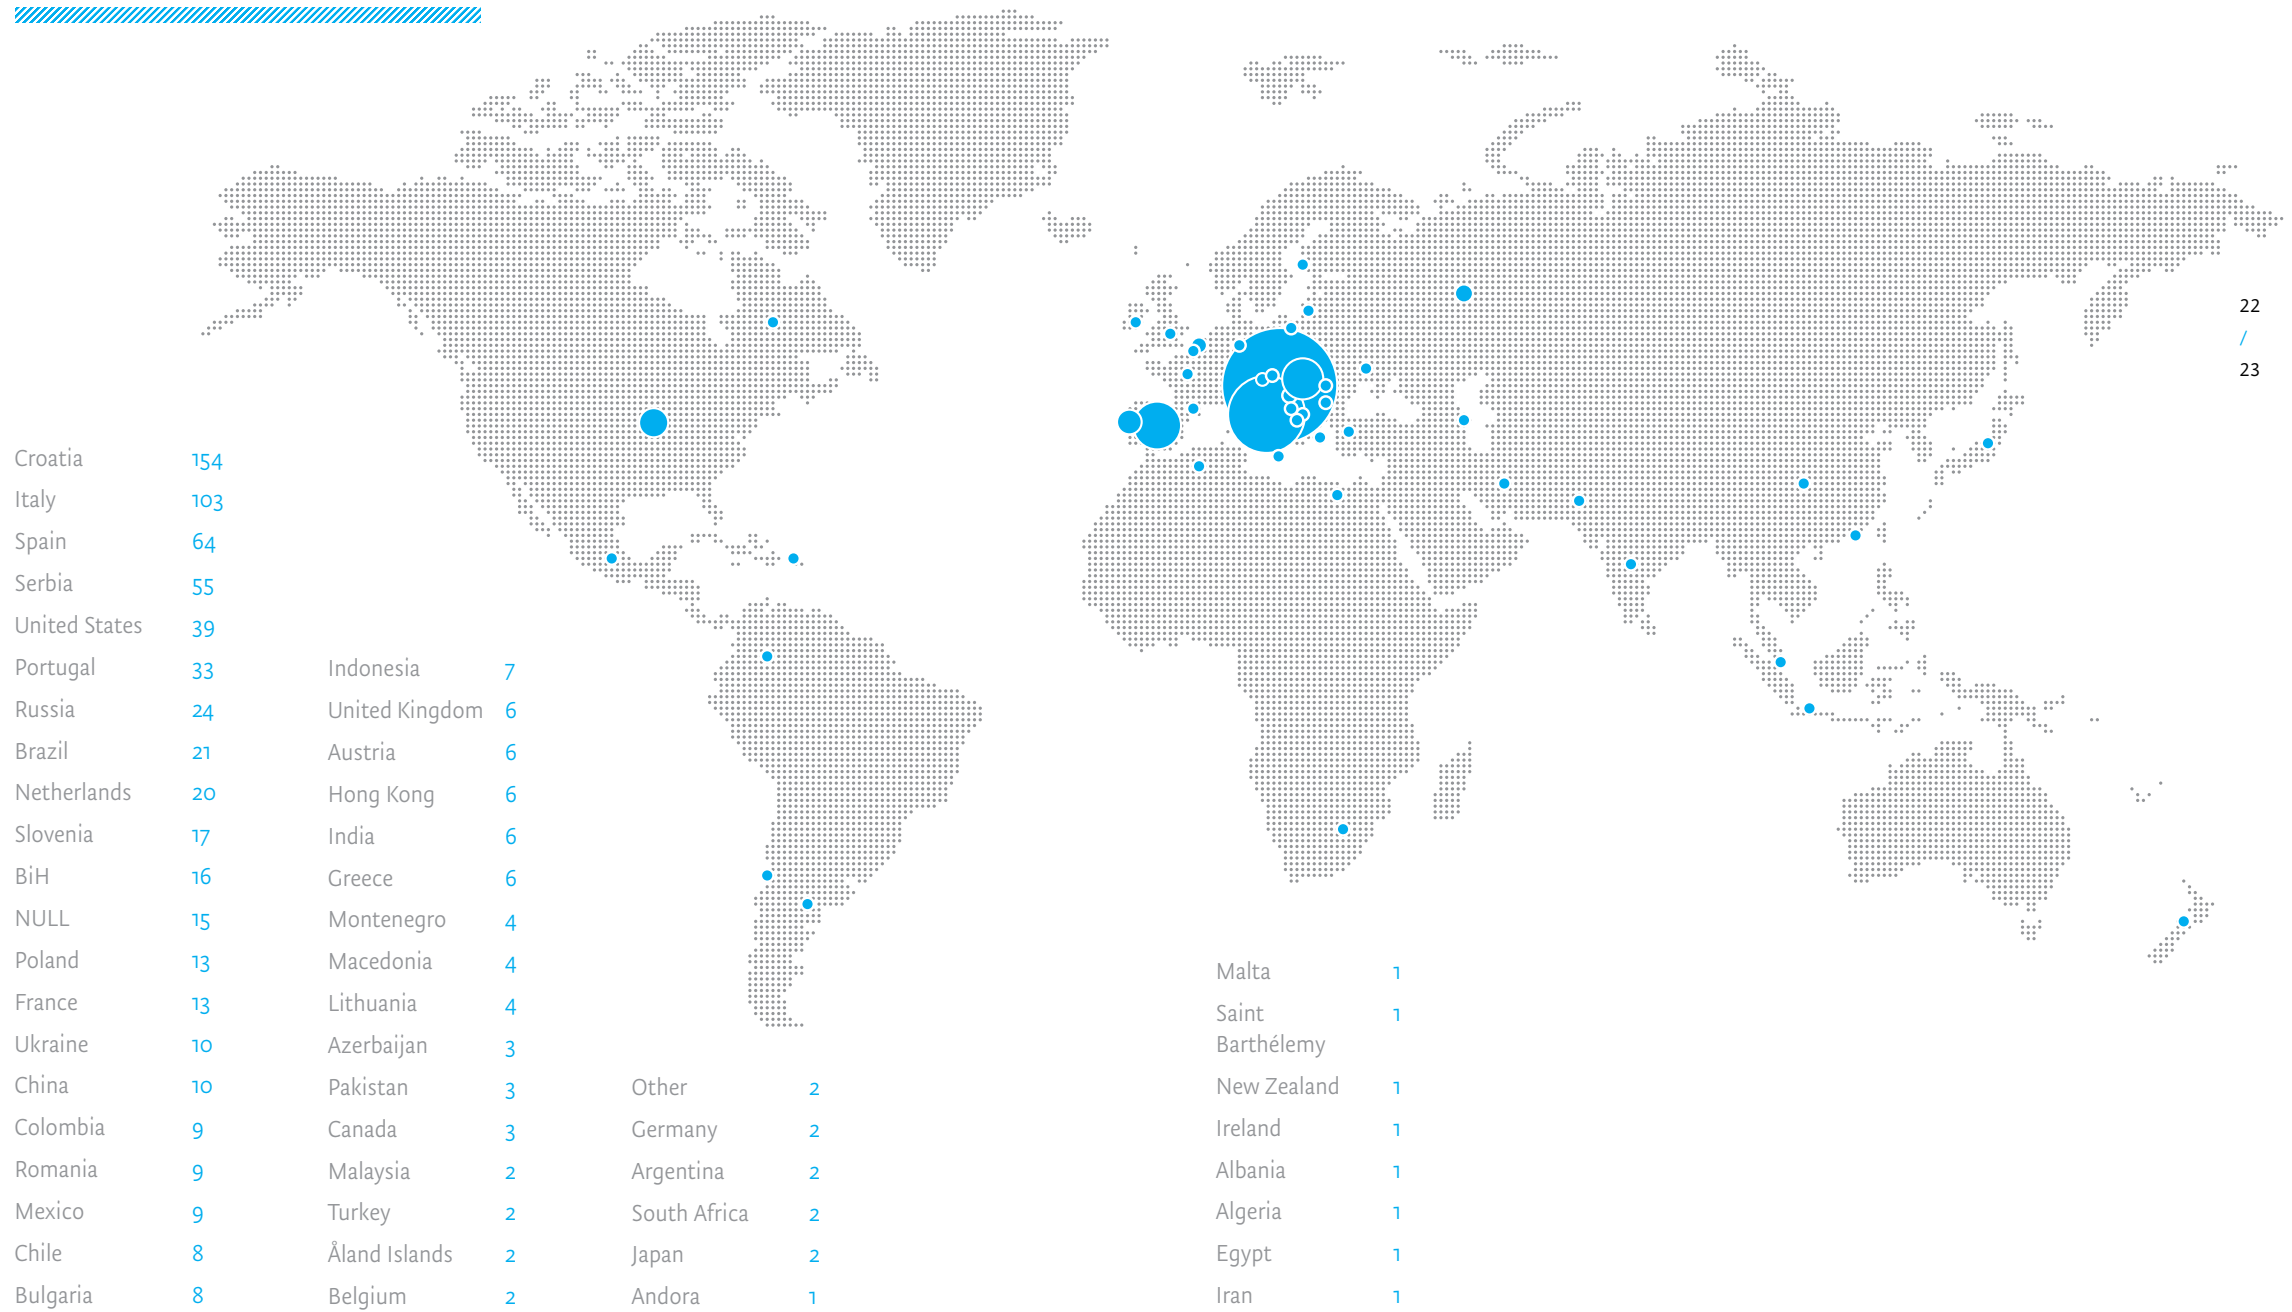 22
/
23
Croatia 154
Italy 103
Spain 64
Serbia 55
United States 39
Portugal 33
Russia 24
Brazil 21
Netherlands 20
Slovenia 17
BiH 16
NULL 15
Poland 13
France 13
Ukraine 10
China 10
Colombia 9
Romania 9
Mexico 9
Chile 8
Bulgaria 8
Indonesia 7
United Kingdom 6
Austria 6
Hong Kong 6
India 6
Greece 6
Montenegro 4
Macedonia 4
Lithuania 4
Azerbaijan 3
Pakistan 3
Canada 3
Malaysia 2
Turkey 2
Åland Islands 2
Belgium 2
Other 2
Germany 2
Argentina 2
South Africa 2
Japan 2
Andora 1
Malta 1
Saint 1
Barthélemy
New Zealand 1
Ireland 1
Albania 1
Algeria 1
Egypt 1
Iran 1